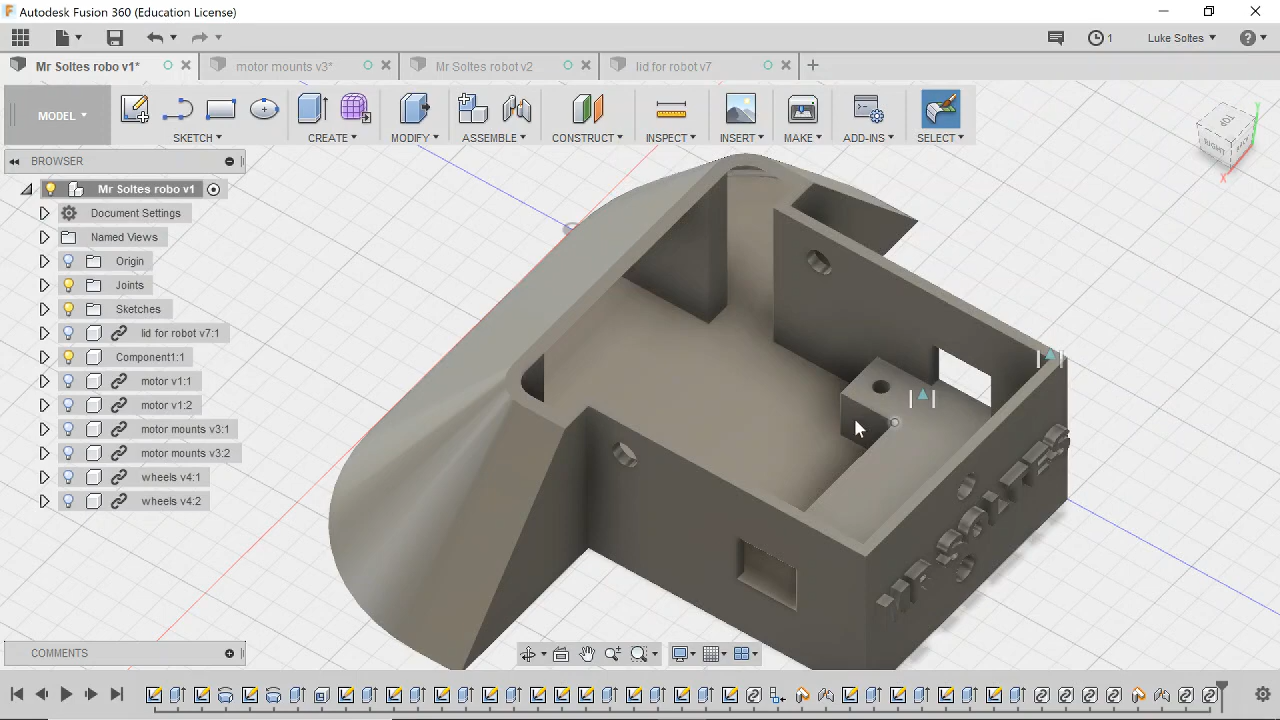 Autodesk Fusion 360 (Education License)
1
Luke Soltes
Mr Soltes robo v1*
motor mounts v3*
Mr Soltes robot v2
lid for robot v7
MODEL
SKETCH
CREATE
MODIFY
ASSEMBLE
CONSTRUCT
INSPECT
INSERT
MAKE
ADD-INS
SELECT
BROWSER
Mr Soltes robo v1
Document Settings
Named Views
Origin
Joints
Sketches
lid for robot v7:1
Component1:1
motor v1:1
motor v1:2
motor mounts v3:1
motor mounts v3:2
wheels v4:1
wheels v4:2
RIGHT
Y
X
Mr SOLTES
COMMENTS